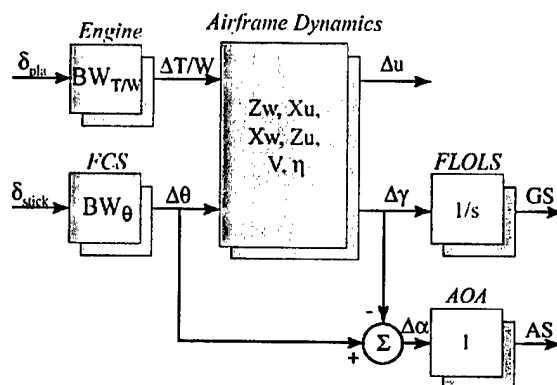 Engine
Airframe Dynamics
δpla
BW T/W
ΔT/W
Zw, Xu,
Xw, Zu,
V, η
Δu
FCS
δstick
BWθ
Δθ
Δγ
FLOLS
1/s
GS
-
+
Σ
Δα
AOA
1
AS